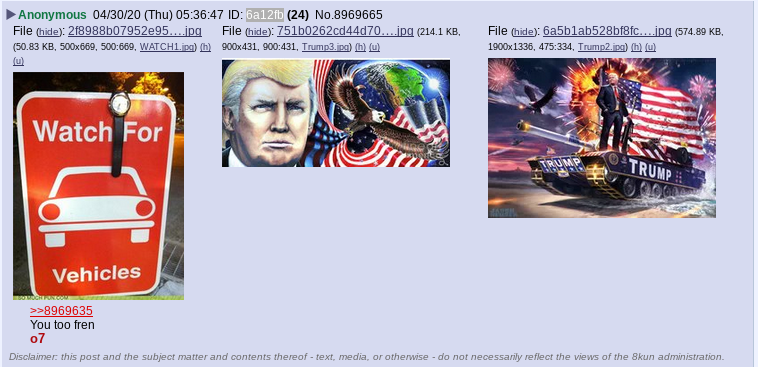 Anonymous 04/30/20 (Thu) 05:36:47 ID: 6a12fb (24) No.8969665
File (hide): 2f8988b07952e95….jpg
(50.83 KB, 500x669, 500:669, WATCH1.jpg) (h)
(u)
File (hide): 751b0262cd44d70….jpg (214.1 KB,
900x431, 900:431, Trump3.jpg) (h) (u)
File (hide): 6a5b1ab528bf8fc….jpg (574.89 KB,
1900x1336, 475:334, Trump2.jpg) (h) (u)
Watch For
Vehicles
TRUMP
TRUMP
>>8969635
You too fren
o7
Disclaimer: this post and the subject matter and contents thereof - text, media, or otherwise - do not necessarily reflect the views of the 8kun administration.